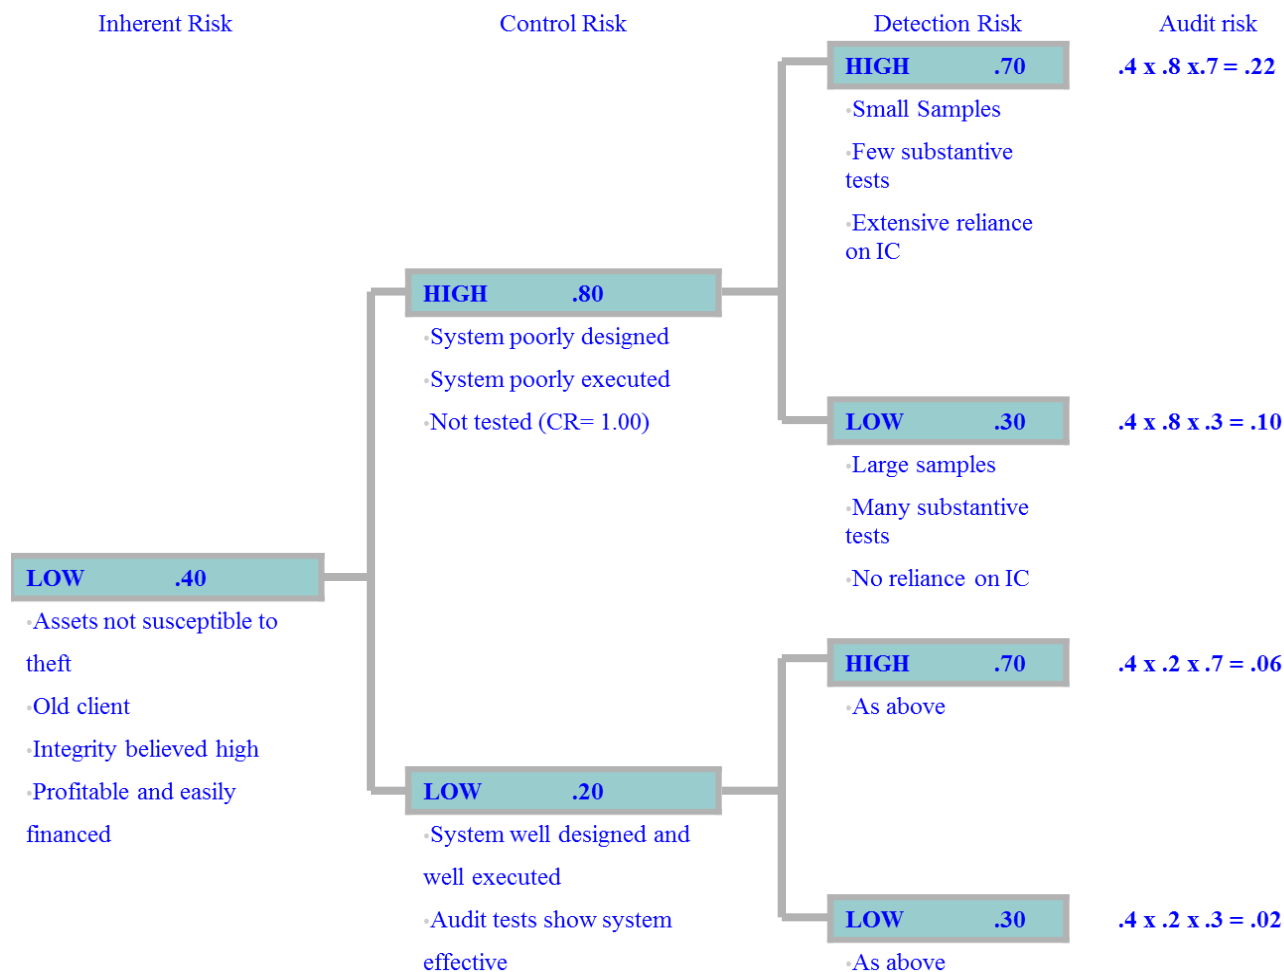 Inherent Risk
Control Risk
Detection Risk
Audit risk
HIGH .70
.4 x .8 x.7 = .22
•Small Samples
•Few substantive
tests
•Extensive reliance
on IC
HIGH .80
•System poorly designed
•System poorly executed
•Not tested (CR= 1.00)
LOW .30
.4 x .8 x .3 = .10
•Large samples
•Many substantive
tests
•No reliance on IC
LOW .40
•Assets not susceptible to
theft
•Old client
•Integrity believed high
•Profitable and easily
financed
HIGH .70
.4 x .2 x .7 = .06
•As above
LOW .20
•System well designed and
well executed
•Audit tests show system
effective
LOW .30
.4 x .2 x .3 = .02
•As above